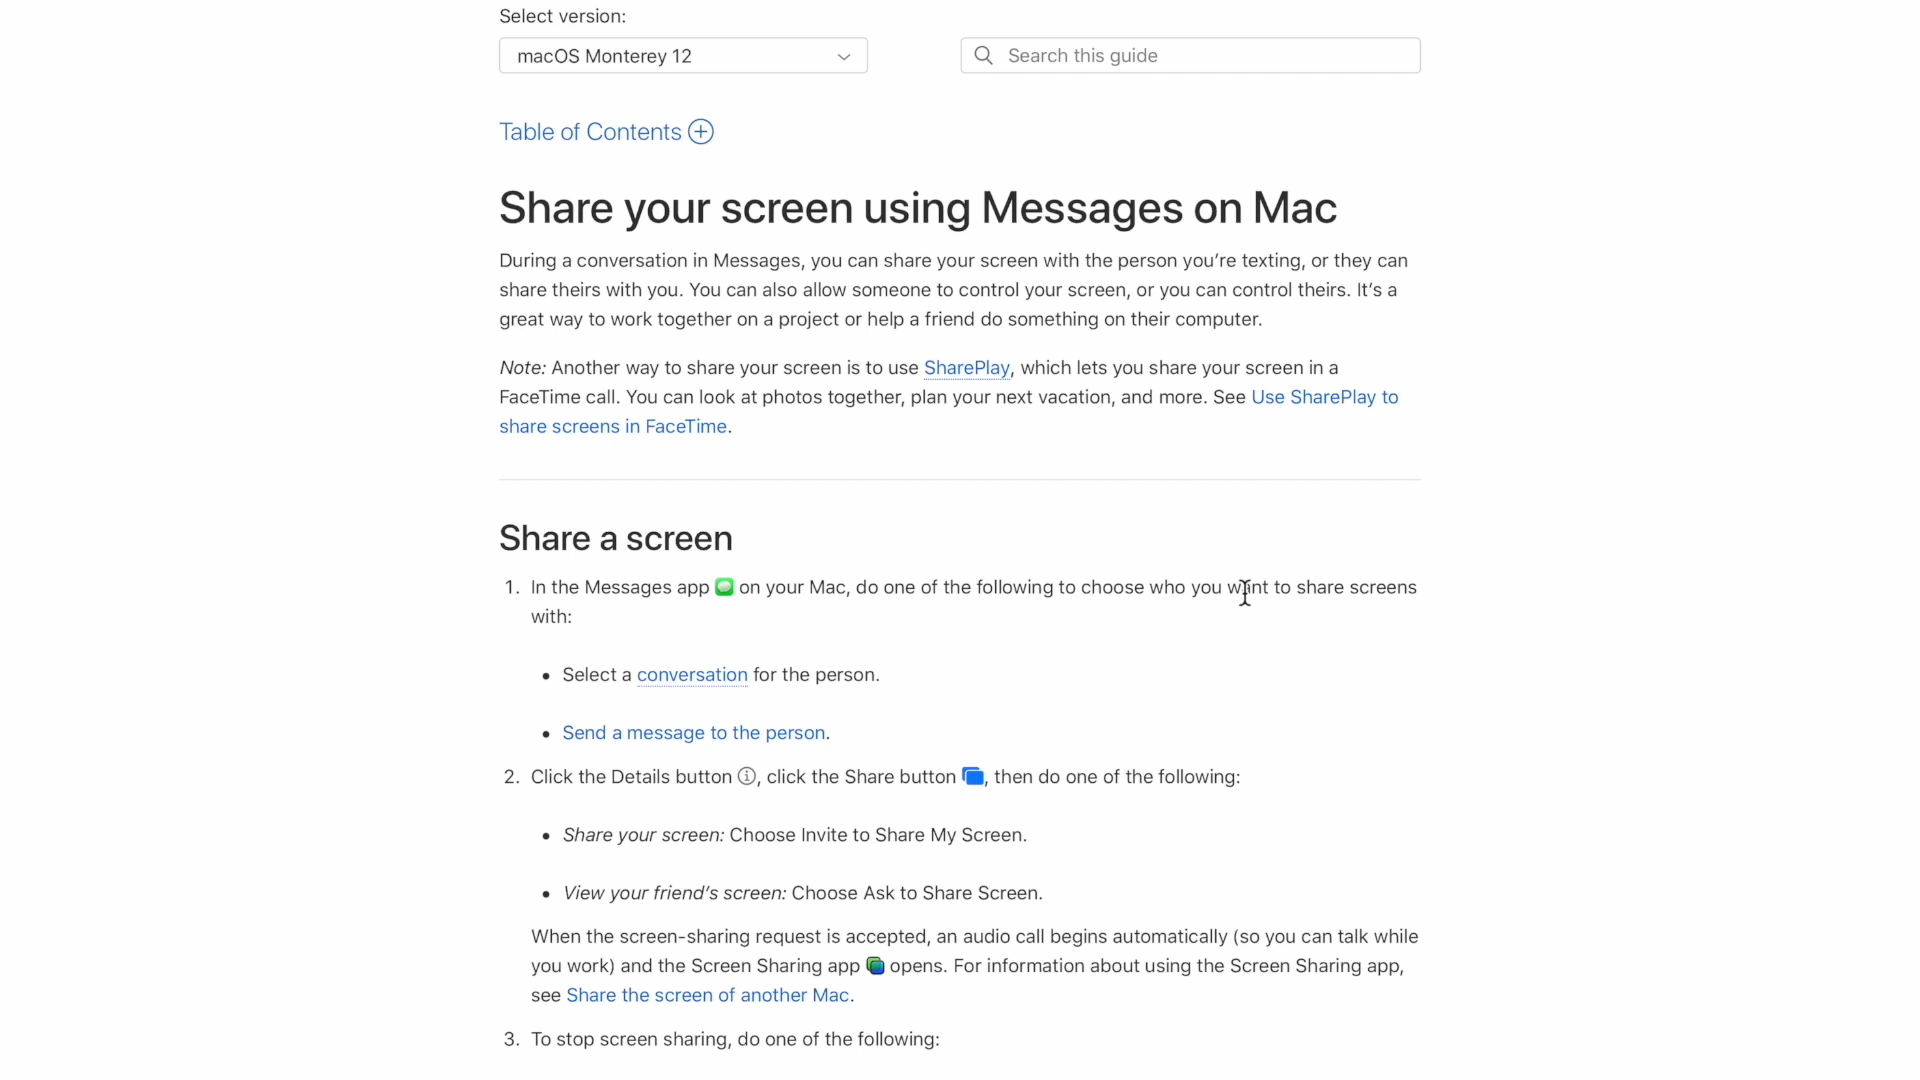 Select version:
macOS Monterey 12
Search this guide
Table of Contents
Share your screen using Messages on Mac
During a conversation in Messages, you can share your screen with the person you’re texting, or they can
share theirs with you. You can also allow someone to control your screen, or you can control theirs. It’s a
great way to work together on a project or help a friend do something on their computer.
Note: Another way to share your screen is to use SharePlay, which lets you share your screen in a
FaceTime call. You can look at photos together, plan your next vacation, and more. See Use SharePlay to
share screens in FaceTime.
Share a screen
1. In the Messages app on your Mac, do one of the following to choose who you want to share screens
with:
• Select a conversation for the person.
• Send a message to the person.
2. Click the Details button, click the Share button, then do one of the following:
• Share your screen: Choose Invite to Share My Screen.
• View your friend’s screen: Choose Ask to Share Screen.
When the screen-sharing request is accepted, an audio call begins automatically (so you can talk while
you work) and the Screen Sharing app opens. For information about using the Screen Sharing app,
see Share the screen of another Mac.
3. To stop screen sharing, do one of the following: